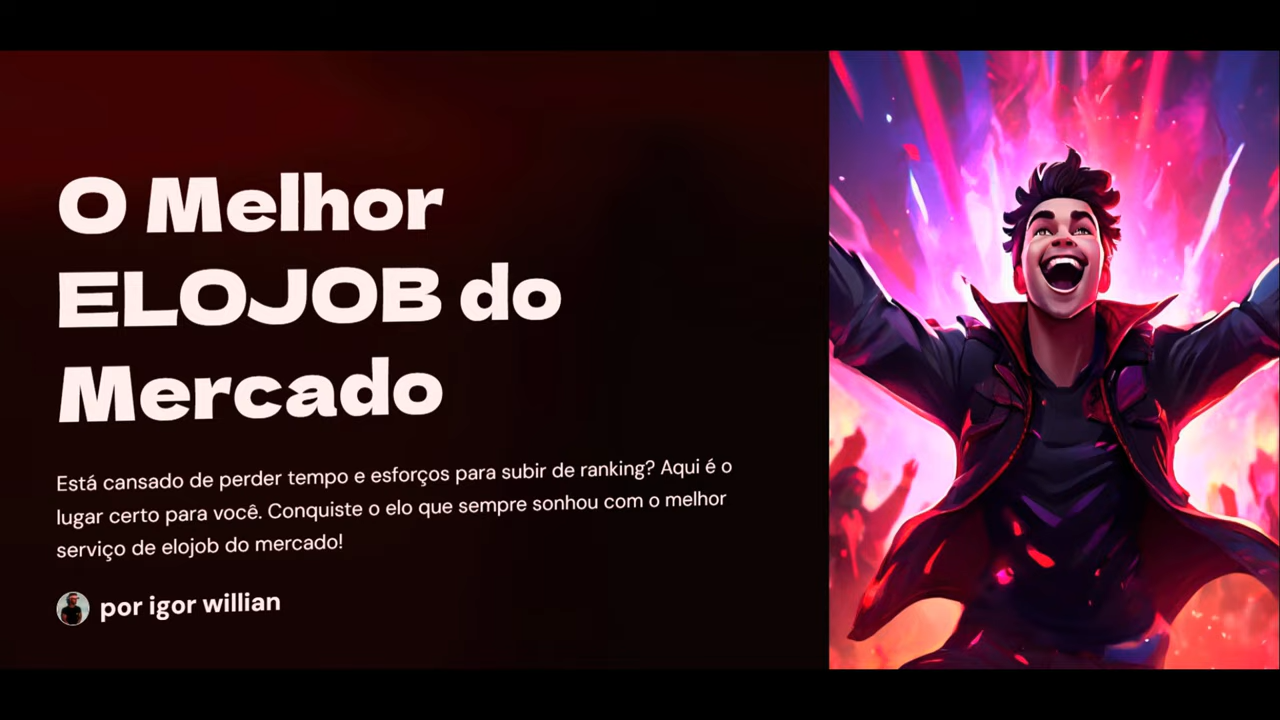 O Melhor
ELOJOB do
Mercado
Está cansado de perder tempo e esforços para subir de ranking? Aqui é o
lugar certo para você. Conquiste o elo que sempre sonhou com o melhor
serviço de elojob do mercado!
por igor willian